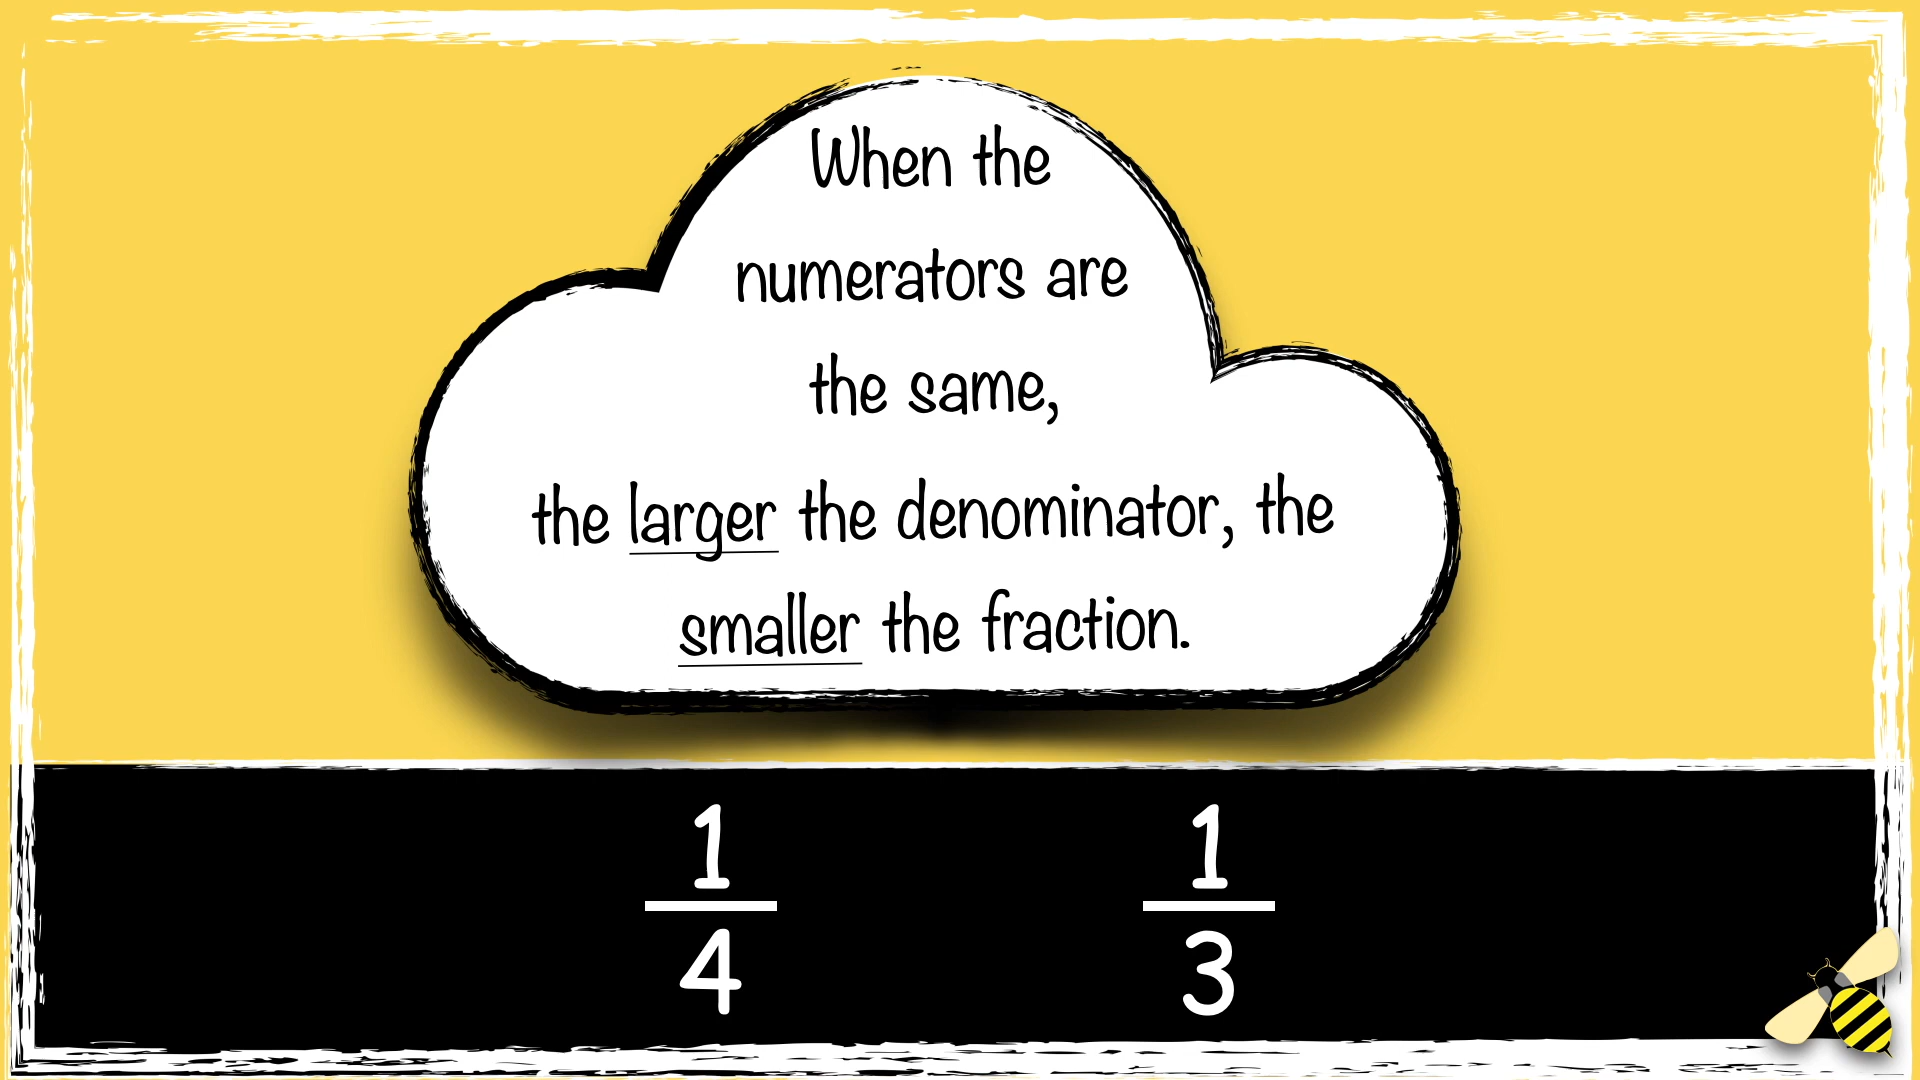 When the
numerators are
the same,
the larger the denominator, the
smaller the fraction.
1 1
4 3